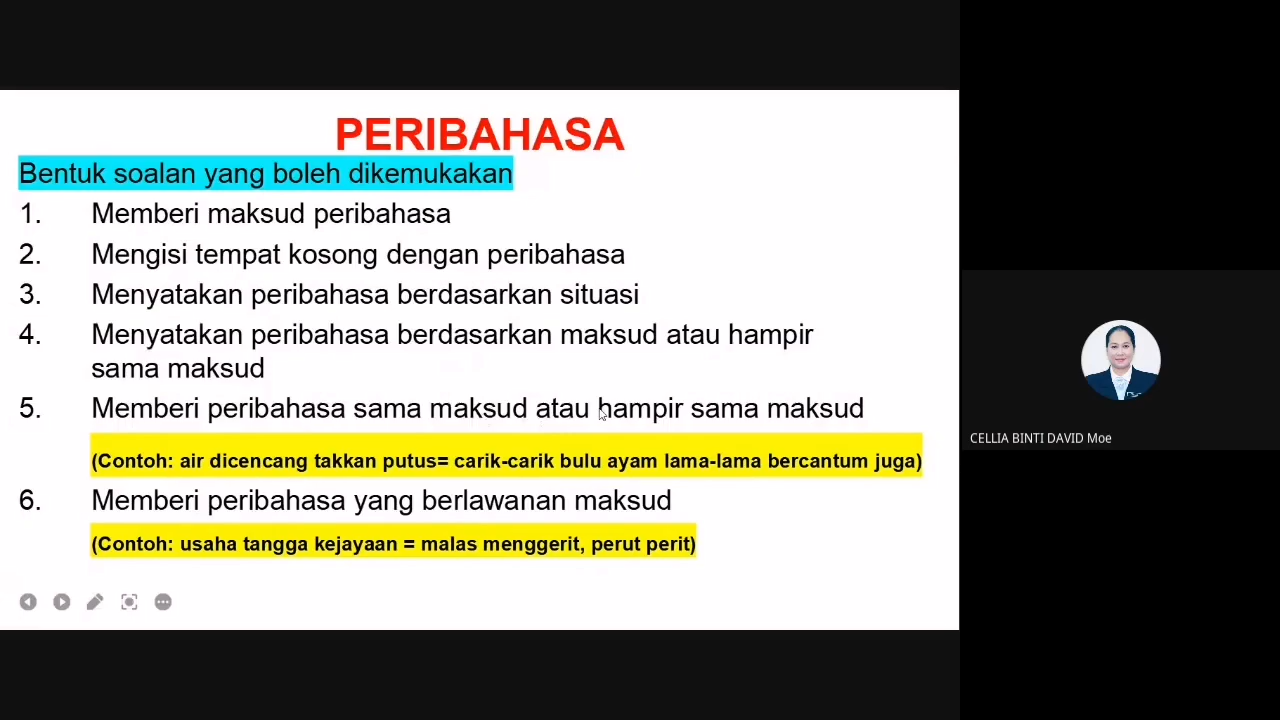 PERIBAHASA
Bentuk soalan yang boleh dikemukakan
1. Memberi maksud peribahasa
2. Mengisi tempat kosong dengan peribahasa
3. Menyatakan peribahasa berdasarkan situasi
4. Menyatakan peribahasa berdasarkan maksud atau hampir
sama maksud
5. Memberi peribahasa sama maksud atau hampir sama maksud
(Contoh: air dicencang takkan putus= carik-carik bulu ayam lama-lama bercantum juga)
6. Memberi peribahasa yang berlawanan maksud
(Contoh: usaha tangga kejayaan = malas menggerit, perut perit)
CELLIA BINTI DAVID Moe